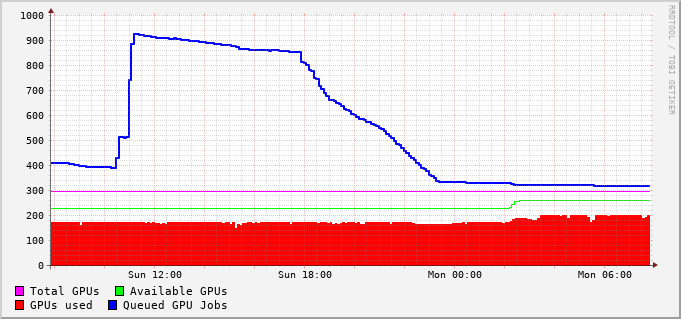 1000
900
800
700
600
500
400
300
200
100
0
Sun 12:00 Sun 18:00 Mon 00:00 Mon 06:00
Total GPUs Available GPUs
GPUs used Queued GPU Jobs
RRDTOOL / TOBI OETIKER